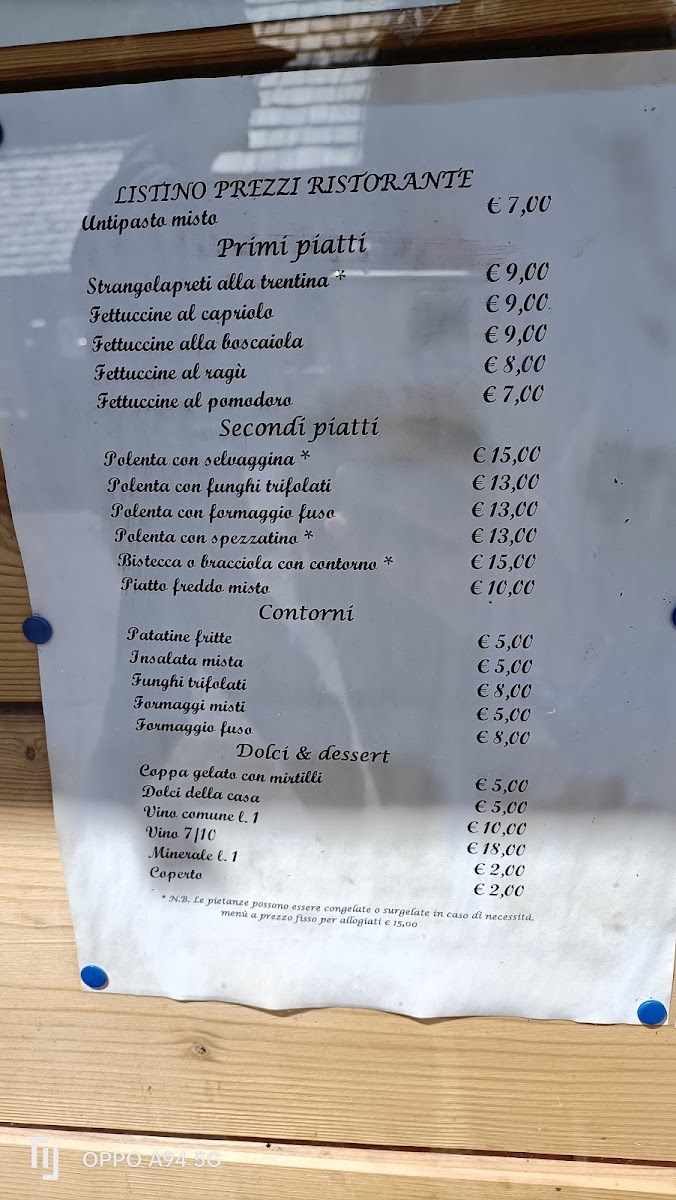 LISTINO PREZZI RISTORANTE
Antipasto misto € 7,00
Primi piatti
Strangolapreti alla trentina * € 9,00
Fettuccine al capriolo € 9,00
Fettuccine alla boscaiola € 9,00
Fettuccine al ragù € 8,00
Fettuccine al pomodoro € 7,00
Secondi piatti
Polenta con selvaggina * € 15,00
Polenta con funghi trifolati € 13,00
Polenta con formaggio fuso € 13,00
Polenta con spezzatino * € 13,00
Bistecca o bracciola con contorno * € 15,00
Piatto freddo misto € 10,00
Contorni
Patatine fritte € 5,00
Insalata mista € 5,00
Funghi trifolati € 8,00
Formaggi misti € 5,00
Formaggio fuso € 8,00
Dolci & dessert
Coppa gelato con mirtilli € 5,00
Dolci della casa € 5,00
Vino comune l. 1 € 10,00
Vino 7/10 € 18,00
Minerale l. 1 € 2,00
Coperto € 2,00
* N.B. Le pietanze possono essere congelate o surgelate in caso di necessità.
menù a prezzo fisso per allogiati € 15,00
OPPO A94 5G